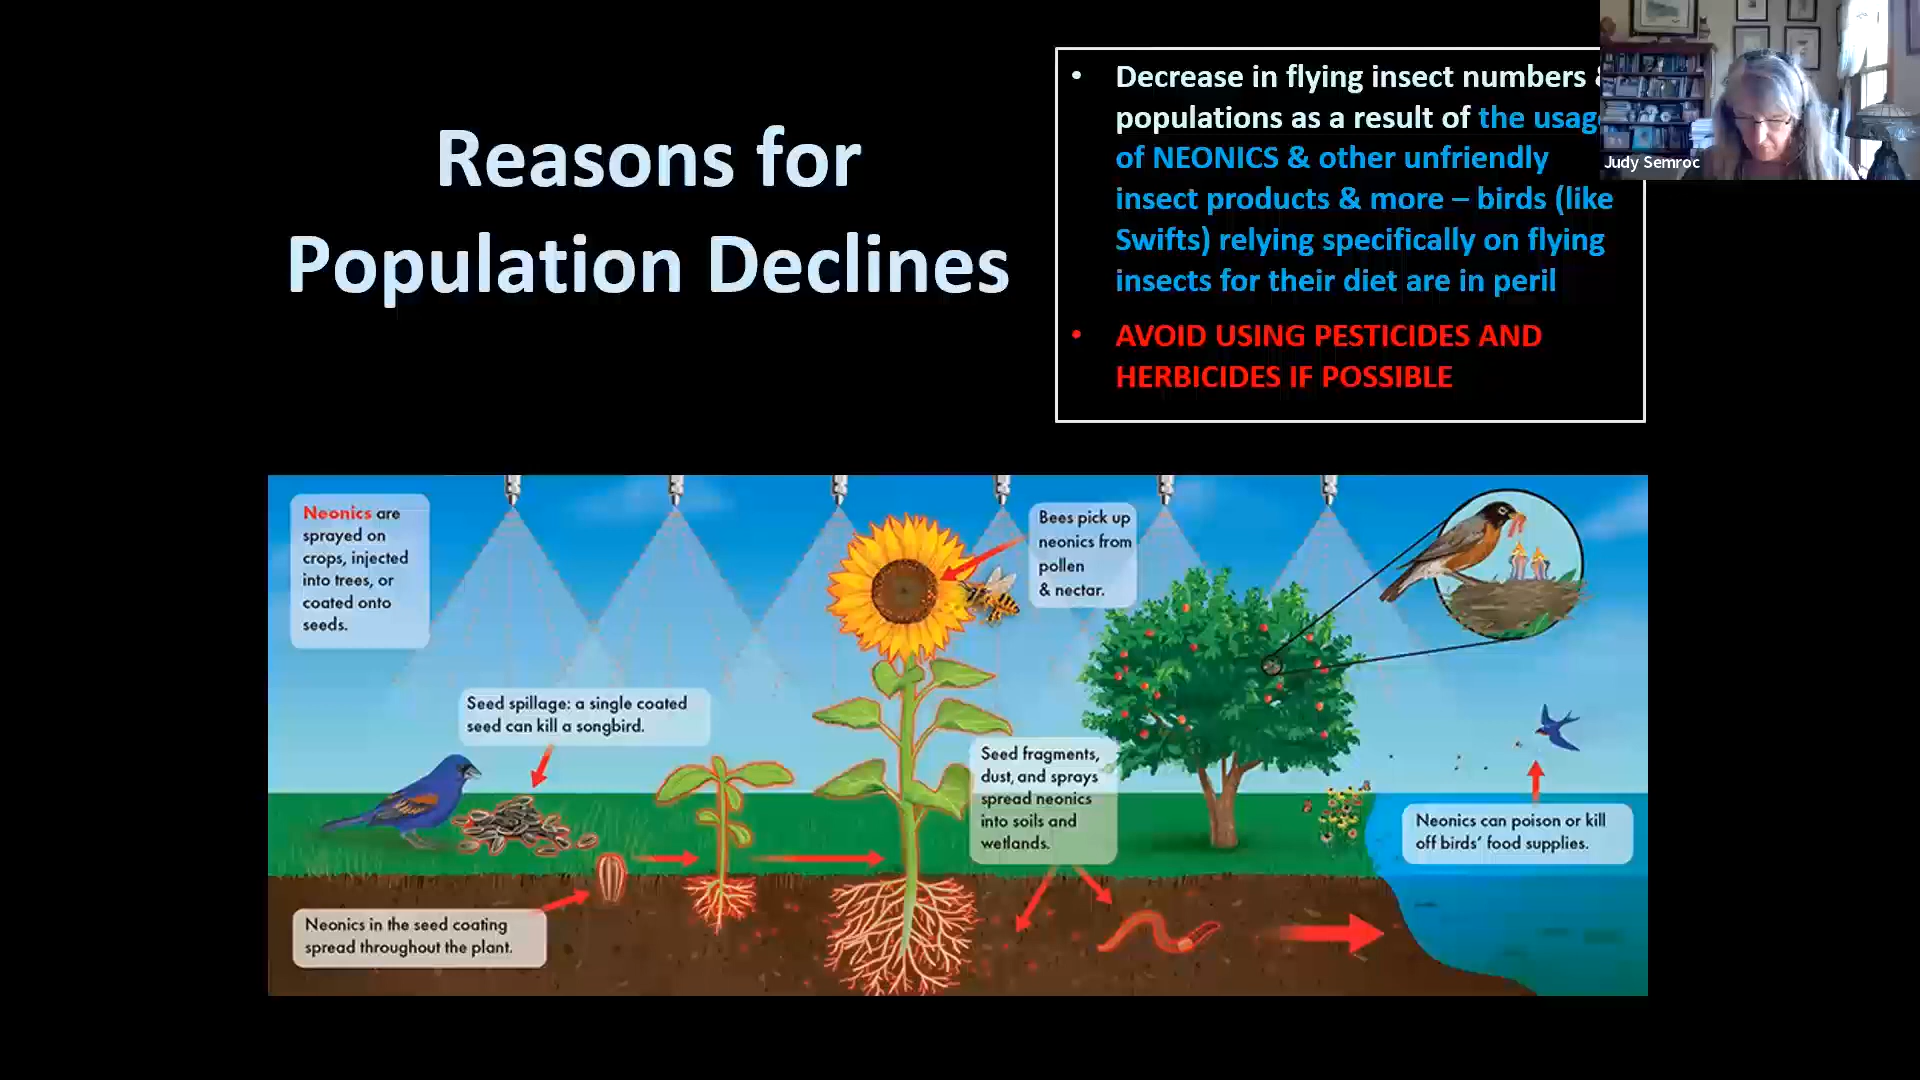 Reasons for
Population Declines
• Decrease in flying insect numbers
populations as a result of the usag
of NEONICS & other unfriendly
insect products & more – birds (like
Swifts) relying specifically on flying
insects for their diet are in peril
• AVOID USING PESTICIDES AND
HERBICIDES IF POSSIBLE
Judy Semroc
Neonics are
sprayed on
crops, injected
into trees, or
coated onto
seeds.
Bees pick up
neonics from
pollen
& nectar.
Seed spillage: a single coated
seed can kill a songbird.
Seed fragments,
dust, and sprays
spread neonics
into soils and
wetlands.
Neonics can poison or kill
off birds' food supplies.
Neonics in the seed coating
spread throughout the plant.